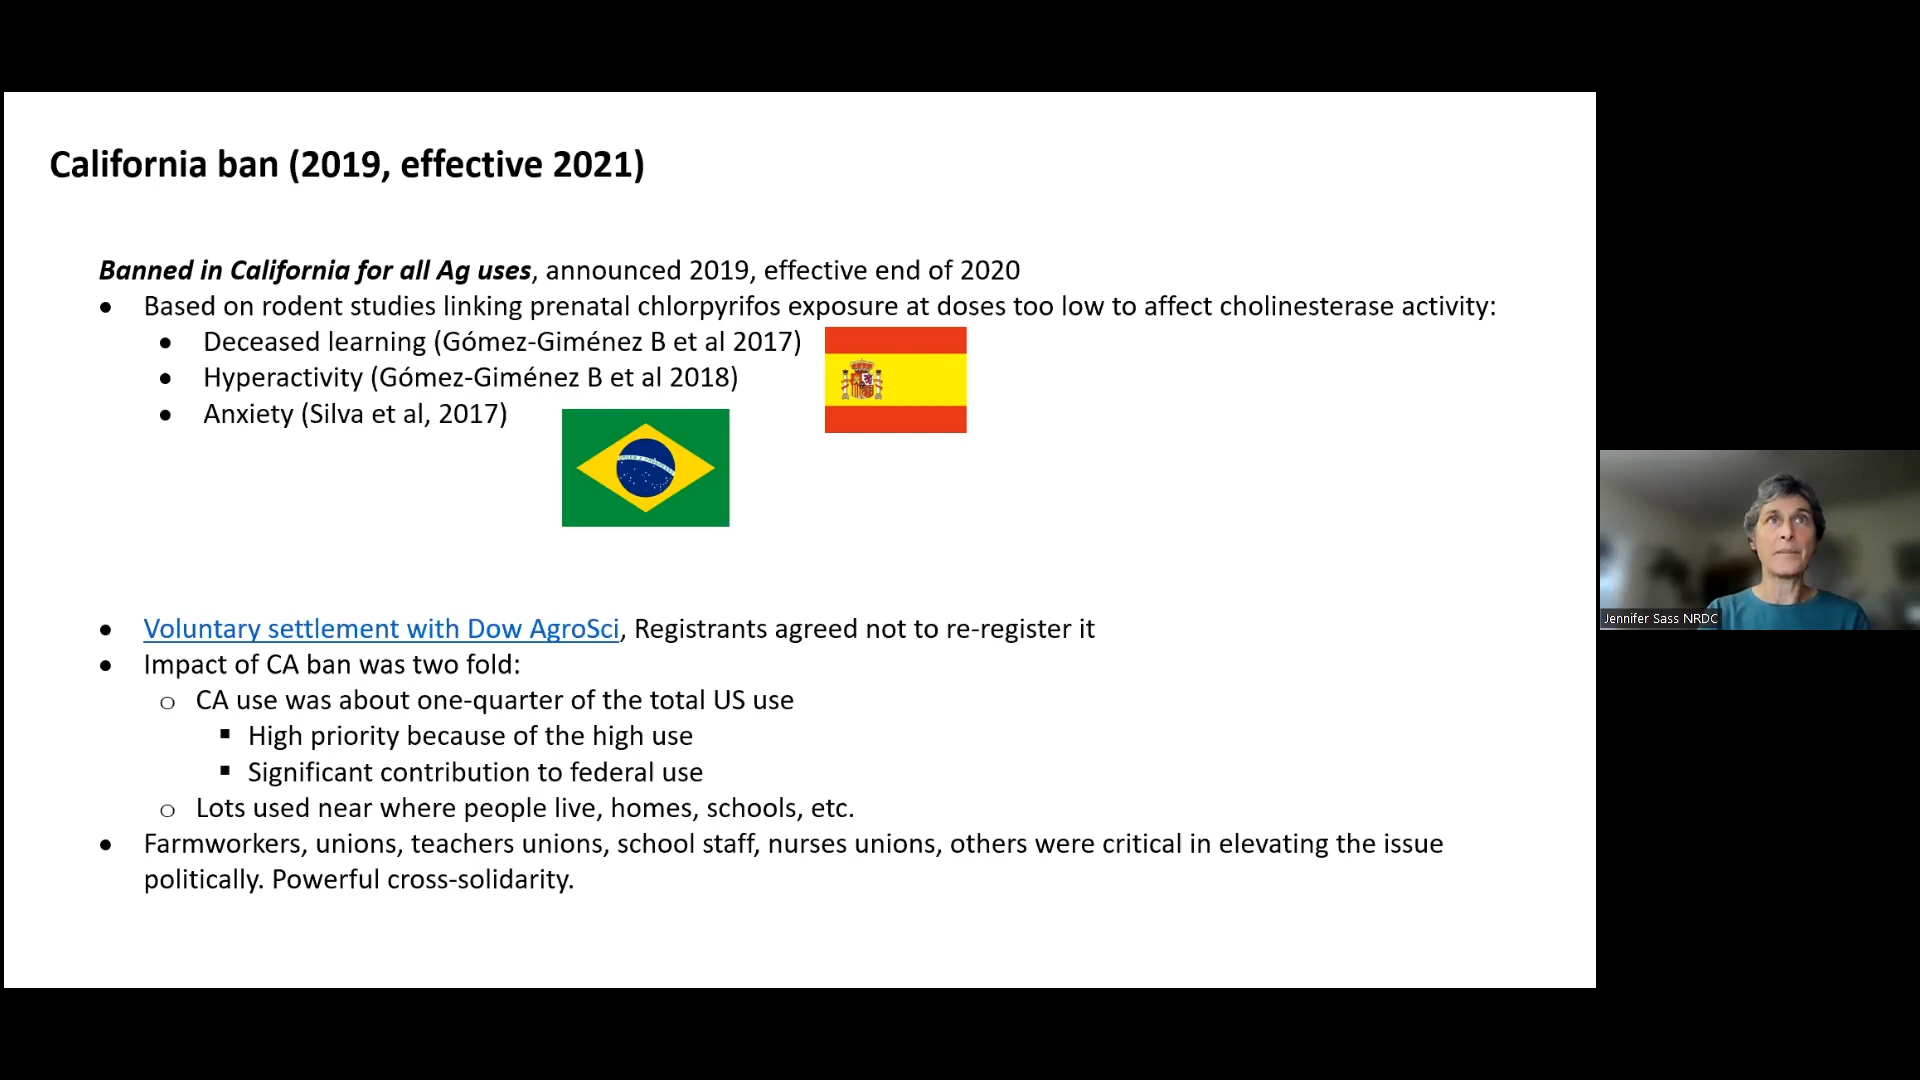 California ban (2019, effective 2021)
Banned in California for all Ag uses, announced 2019, effective end of 2020
• Based on rodent studies linking prenatal chlorpyrifos exposure at doses too low to affect cholinesterase activity:
• Deceased learning (Gómez-Giménez B et al 2017)
• Hyperactivity (Gómez-Giménez B et al 2018)
• Anxiety (Silva et al, 2017)
• Voluntary settlement with Dow AgroSci, Registrants agreed not to re-register it
• Impact of CA ban was two fold:
o CA use was about one-quarter of the total US use
▪ High priority because of the high use
▪ Significant contribution to federal use
o Lots used near where people live, homes, schools, etc.
• Farmworkers, unions, teachers unions, school staff, nurses unions, others were critical in elevating the issue
politically. Powerful cross-solidarity.
Jennifer Sass NRDC